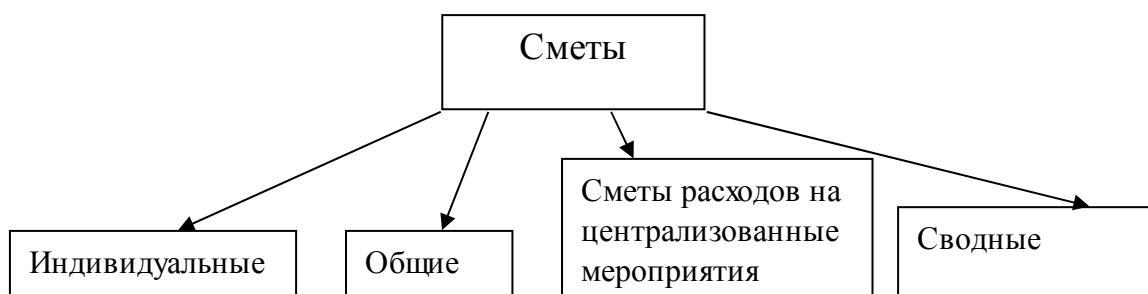 Сметы
Индивидуальные
Общие
Сметы расходов на
централизованные
мероприятия
Сводные